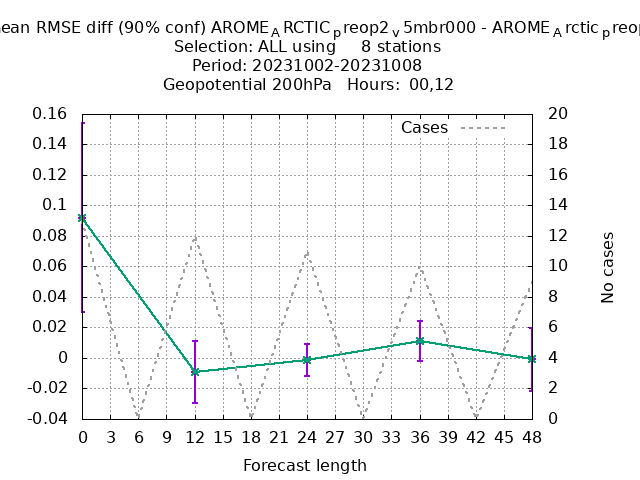 RMSE diff (90% conf) AROME_ARCTIC_preop2_v5mbr000 - AROME_Arctic
Selection: ALL using 8 stations
Period: 20231002-20231008
Geopotential 200hPa Hours: 00,12
Cases
0.16
0.14
0.12
0.1
0.08
0.06
0.04
0.02
0
-0.02
-0.04
20
18
16
14
12
10
8
6
4
2
0
No cases
0 3 6 9 12 15 18 21 24 27 30 33 36 39 42 45 48
Forecast length